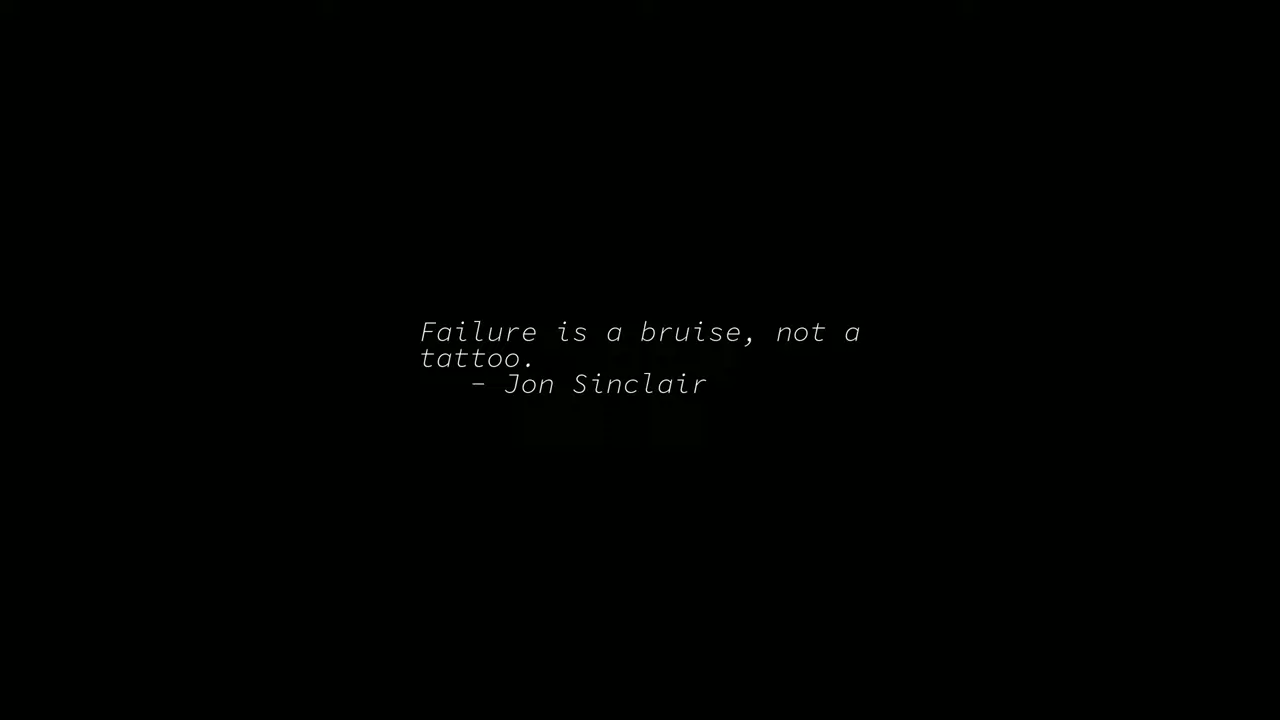 Failure is a bruise, not a
tattoo.
- Jon Sinclair